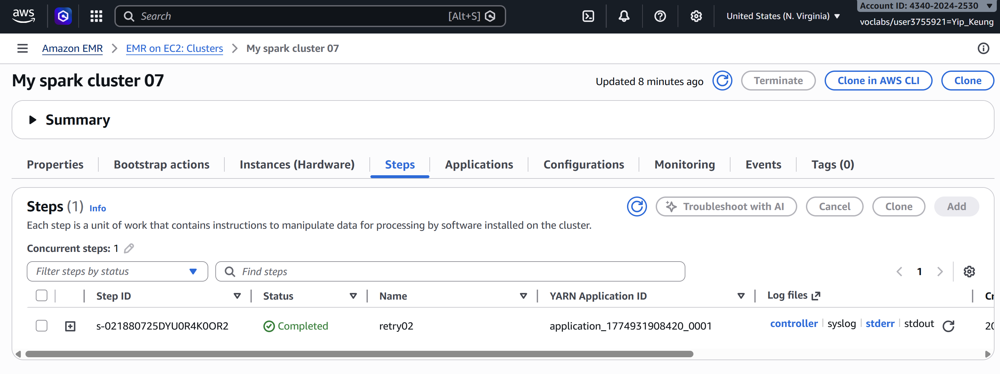 aws
Search
[Alt+S]
United States (N. Virginia)
Account ID: 4340-2024-2530
voclabs/user3755921=Yip_Keung
Amazon EMR
EMR on EC2: Clusters
My spark cluster 07
My spark cluster 07
Updated 8 minutes ago
Terminate
Clone in AWS CLI
Clone
Summary
Properties
Bootstrap actions
Instances (Hardware)
Steps
Applications
Configurations
Monitoring
Events
Tags (0)
Steps (1) Info
Troubleshoot with AI
Cancel
Clone
Add
Each step is a unit of work that contains instructions to manipulate data for processing by software installed on the cluster.
Concurrent steps: 1
Filter steps by status
Find steps
1
Step ID
Status
Name
YARN Application ID
Log files
s-021880725DYU0R4K0OR2
Completed
retry02
application_1774931908420_0001
controller
syslog
stderr
stdout